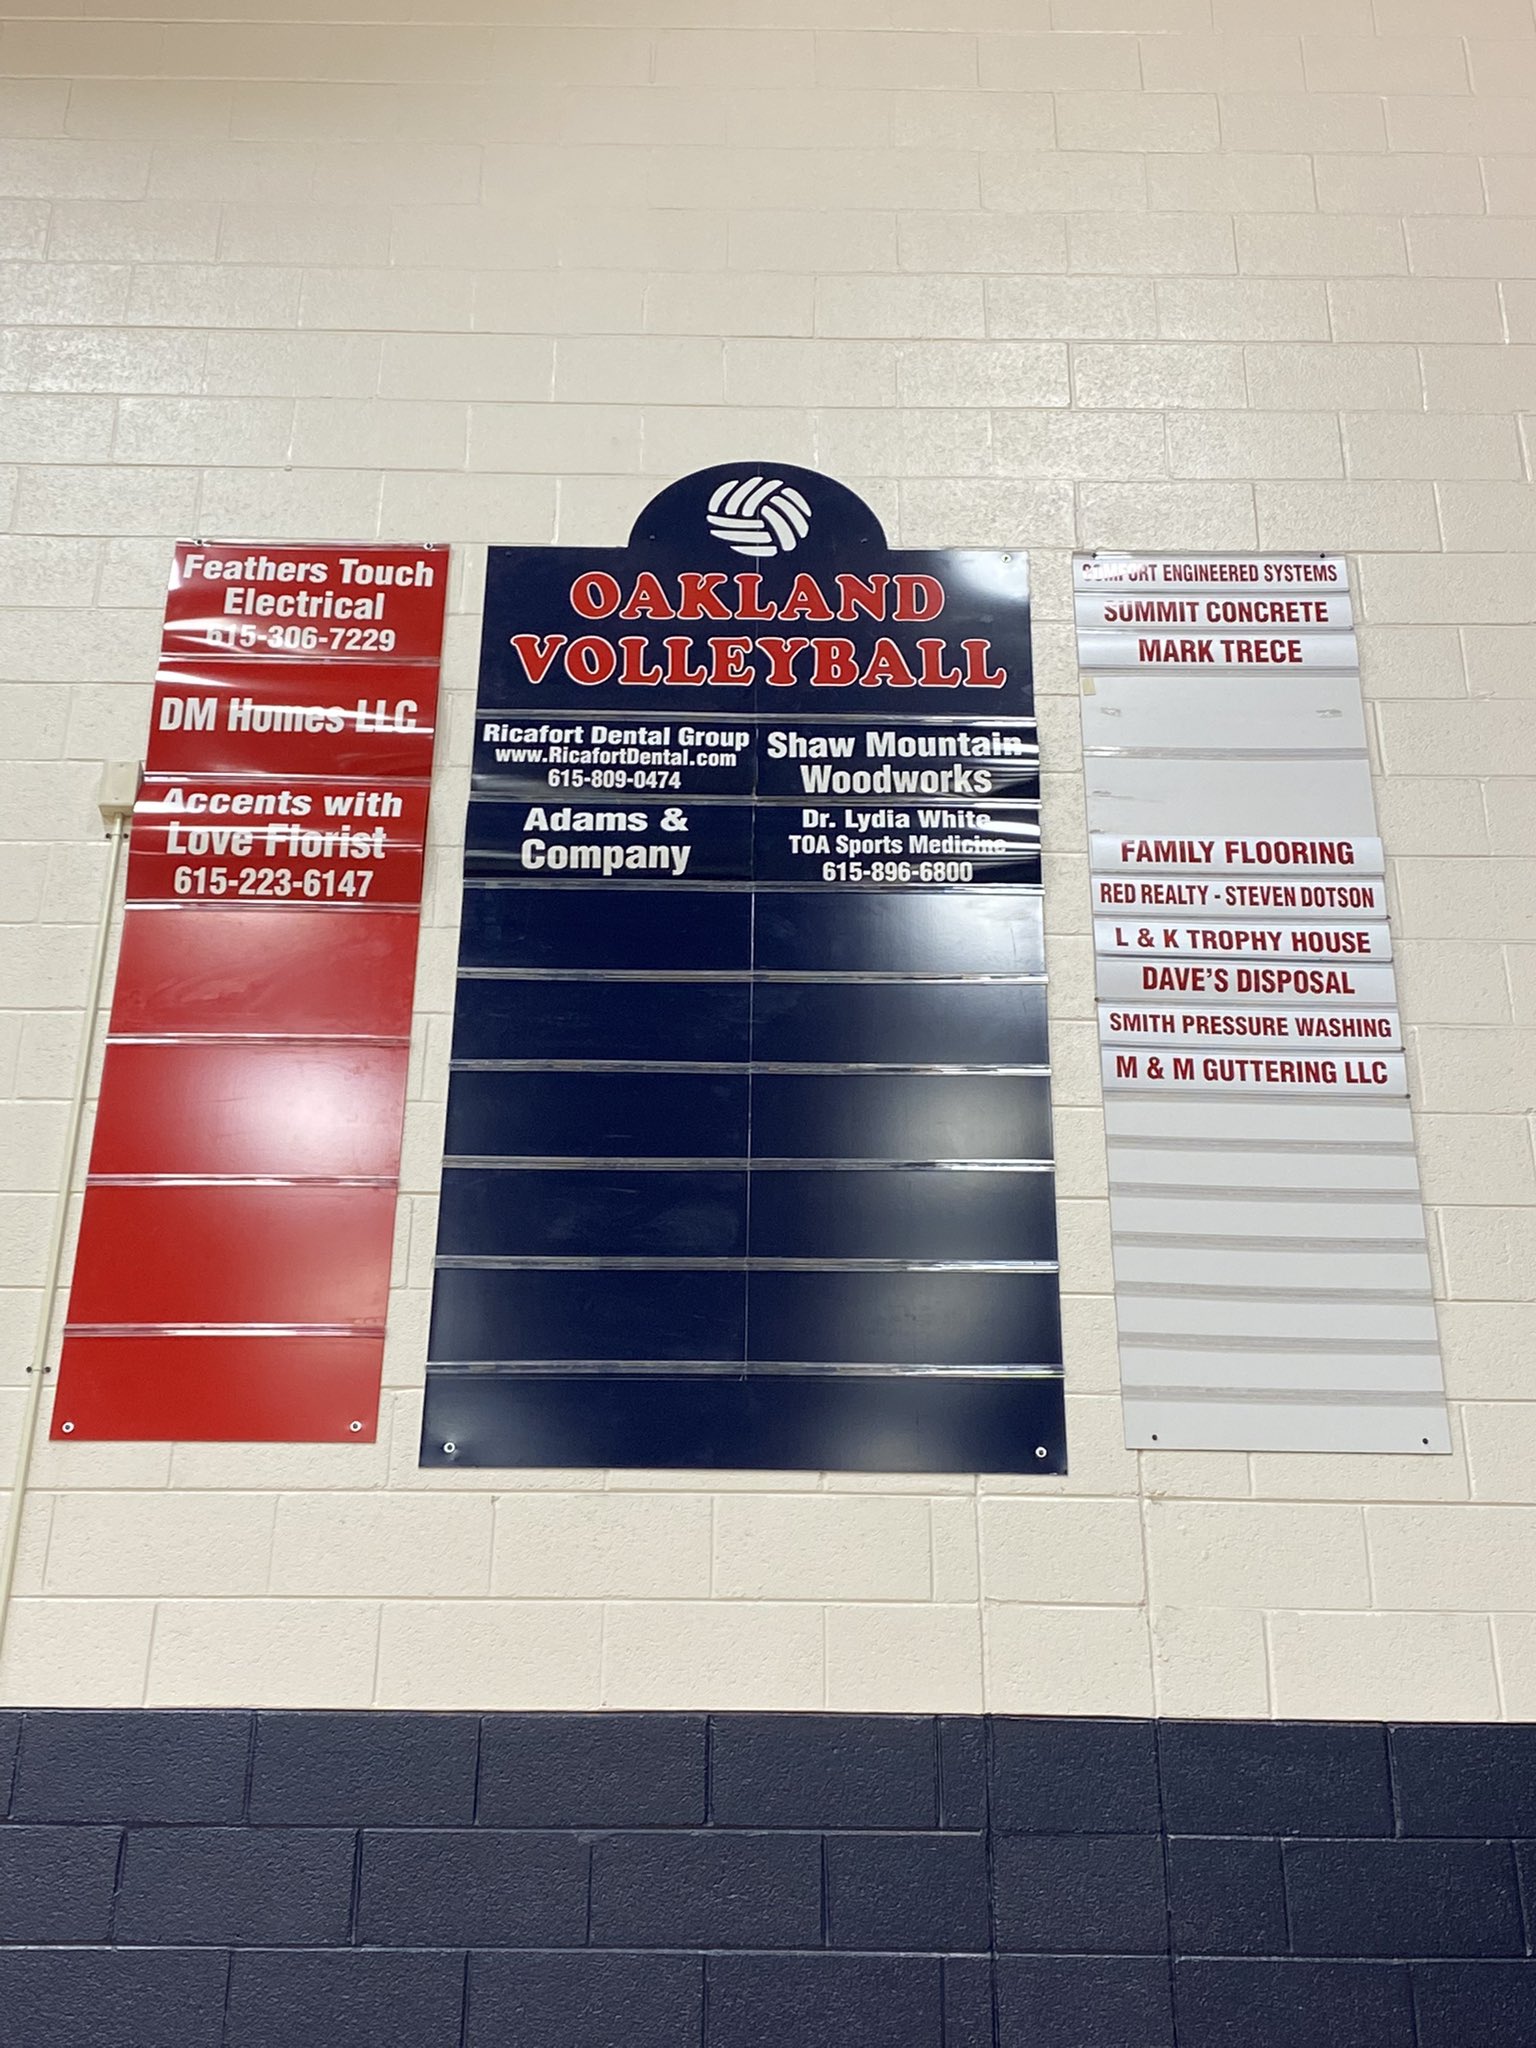 Feathers Touch
Electrical
615-306-7229
DM Homes LLC
Accents with
Love Florist
615-223-6147
OAKLAND
VOLLEYBALL
Ricafort Dental Group
www.RicafortDental.com
615-809-0474
Shaw Mountain
Woodworks
Adams &
Company
Dr. Lydia White
TOA Sports Medicine
615-896-6800
COMFORT ENGINEERED SYSTEMS
SUMMIT CONCRETE
MARK TRECE
FAMILY FLOORING
RED REALTY - STEVEN DOTSON
L & K TROPHY HOUSE
DAVE'S DISPOSAL
SMITH PRESSURE WASHING
M & M GUTTERING LLC